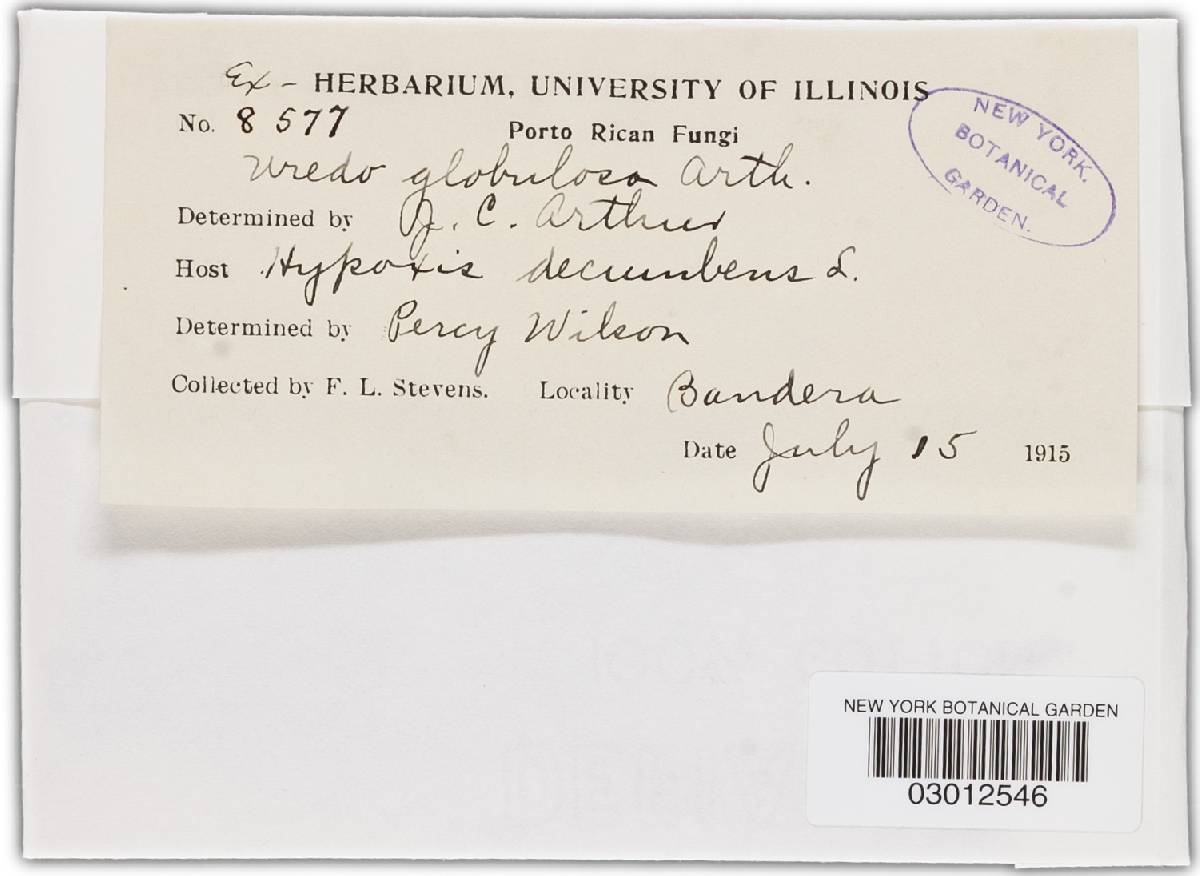 Ex - HERBARIUM, UNIVERSITY OF ILLINOIS
No. 8577 Porto Rican Fungi
Uredo globulosa Arth.
Determined by J. C. Arthur
Host Hypoxis decumbens L.
Determined by Percy Wilson
Collected by F. L. Stevens. Locality Bandera
Date July 15 1915
NEW YORK.
BOTANICAL
GARDEN.
NEW YORK BOTANICAL GARDEN
03012546